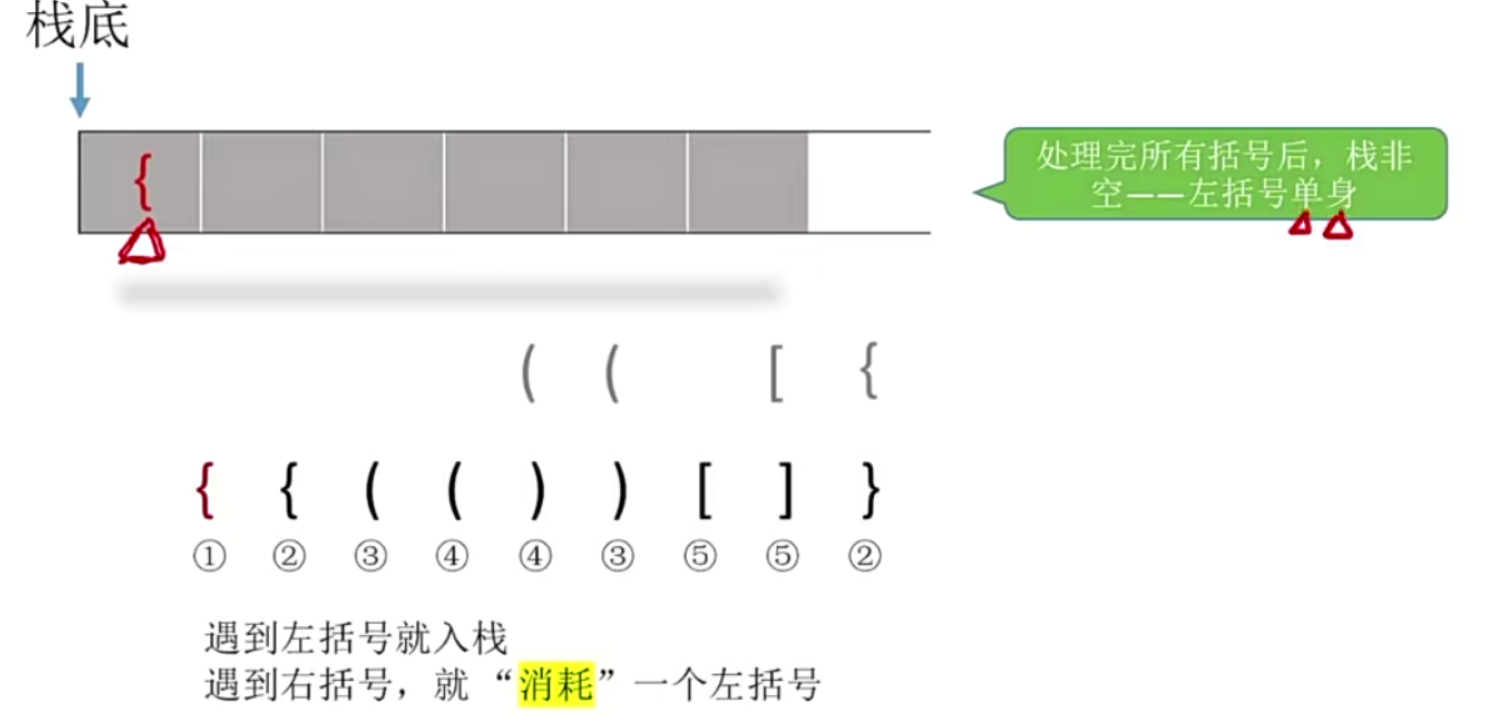 栈底
{
处理完所有括号后，栈非
空——左括号单身
( ( [ {
{ { ( ( ) ) [ ] }
① ② ③ ④ ④ ③ ⑤ ⑤ ②
遇到左括号就入栈
遇到右括号，就“消耗”一个左括号